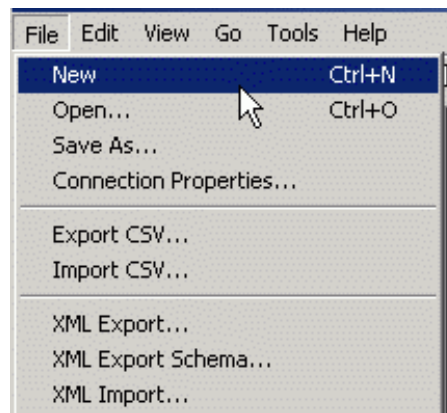 File Edit View Go Tools Help
New Ctrl+N
Open... Ctrl+O
Save As...
Connection Properties...
Export CSV...
Import CSV...
XML Export...
XML Export Schema...
XML Import...